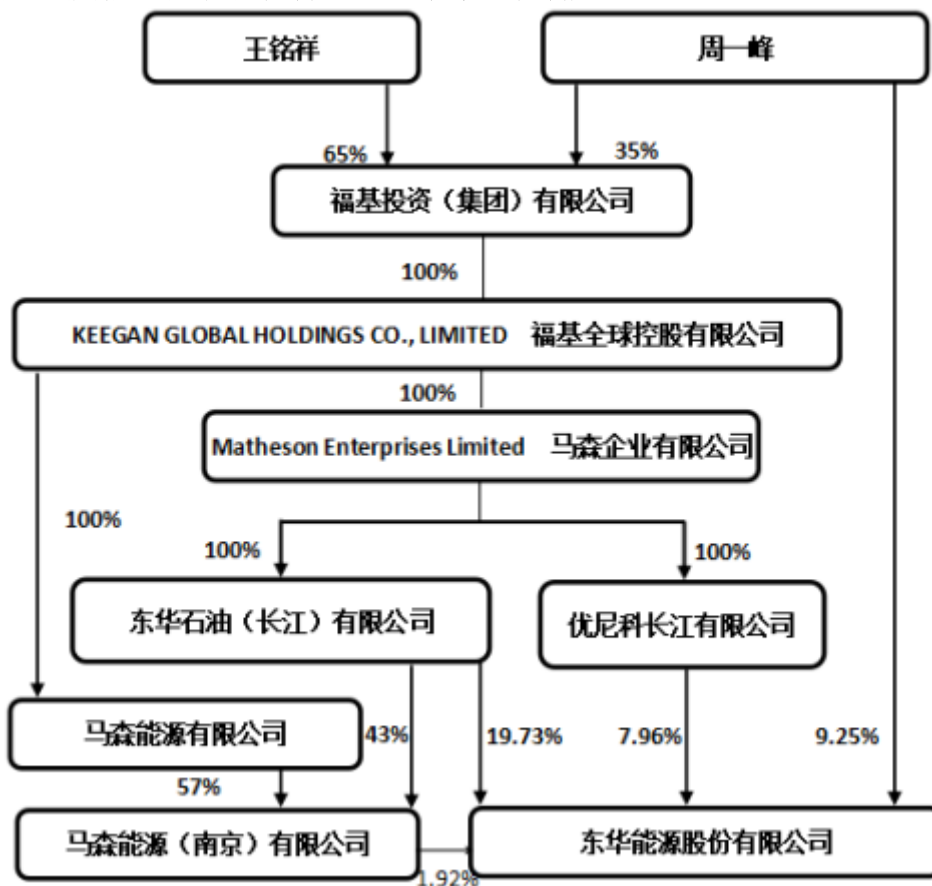 王铭祥
周一峰
65%
35%
福基投资（集团）有限公司
100%
KEEGAN GLOBAL HOLDINGS CO., LIMITED 福基全球控股有限公司
100%
Matheson Enterprises Limited 马森企业有限公司
100%
100%
100%
东华石油（长江）有限公司
优尼科长江有限公司
马森能源有限公司
43%
19.73%
7.96%
9.25%
57%
马森能源（南京）有限公司
东华能源股份有限公司
1.92%